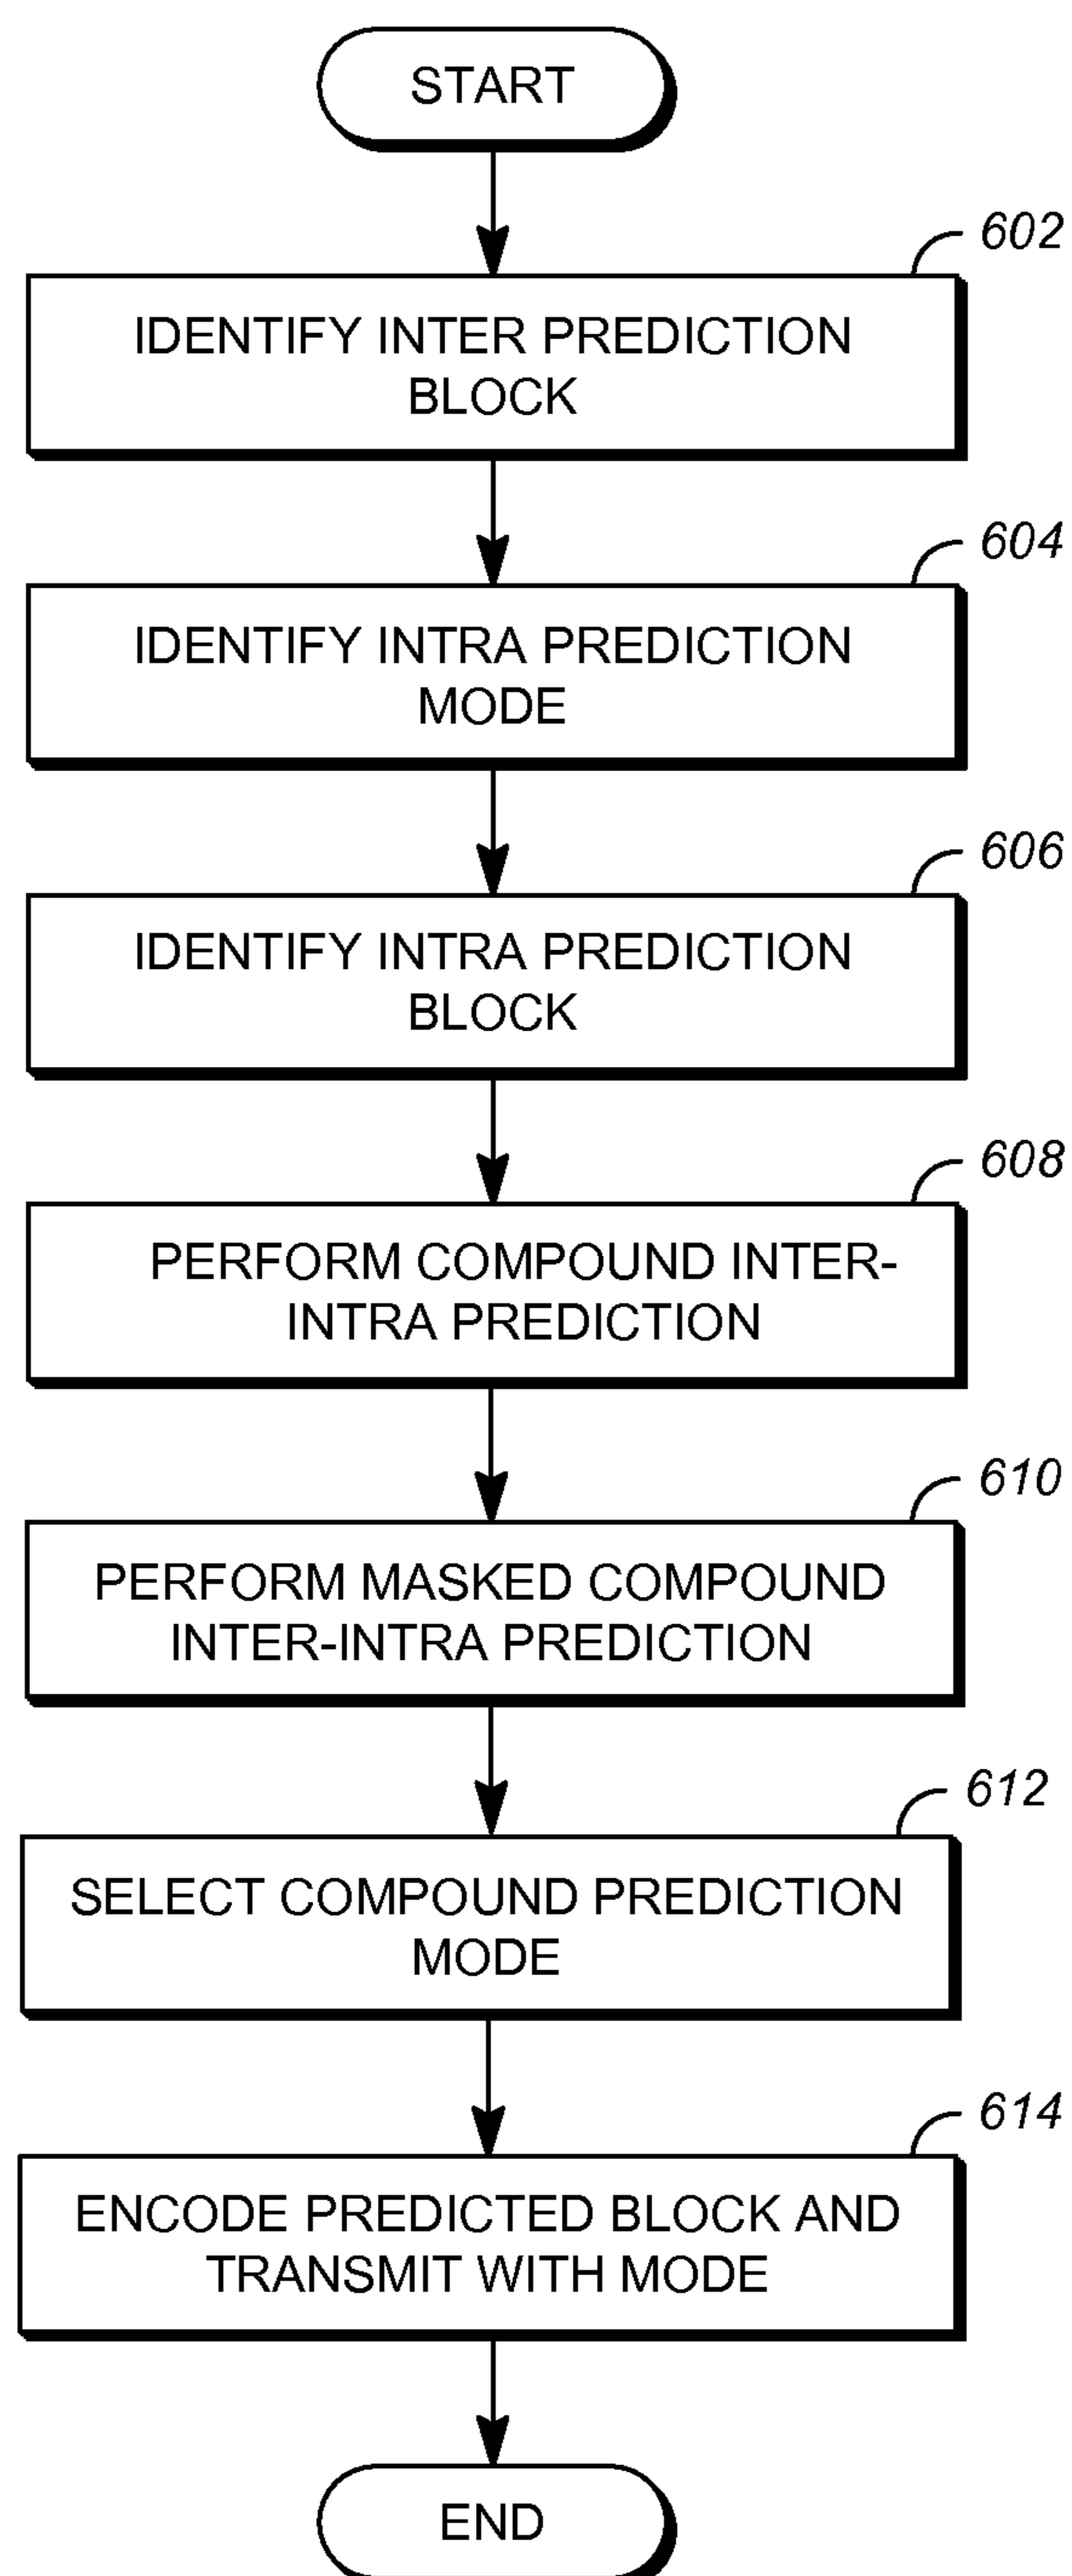 START
602
IDENTIFY INTER PREDICTION
BLOCK
604
IDENTIFY INTRA PREDICTION
MODE
606
IDENTIFY INTRA PREDICTION
BLOCK
608
PERFORM COMPOUND INTER-
INTRA PREDICTION
610
PERFORM MASKED COMPOUND
INTER-INTRA PREDICTION
612
SELECT COMPOUND PREDICTION
MODE
614
ENCODE PREDICTED BLOCK AND
TRANSMIT WITH MODE
END